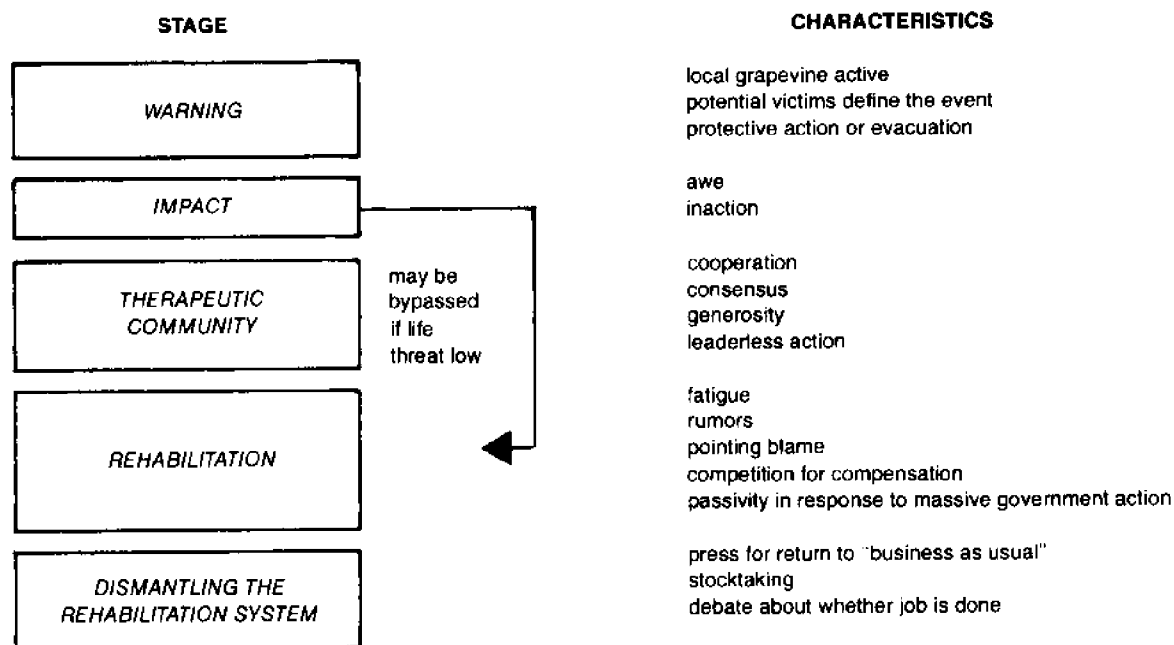 STAGE
CHARACTERISTICS
WARNING
local grapevine active
potential victims define the event
protective action or evacuation
IMPACT
awe
inaction
THERAPEUTIC
COMMUNITY
may be
bypassed
if life
threat low
cooperation
consensus
generosity
leaderless action
REHABILITATION
fatigue
rumors
pointing blame
competition for compensation
passivity in response to massive government action
DISMANTLING THE
REHABILITATION SYSTEM
press for return to "business as usual"
stocktaking
debate about whether job is done